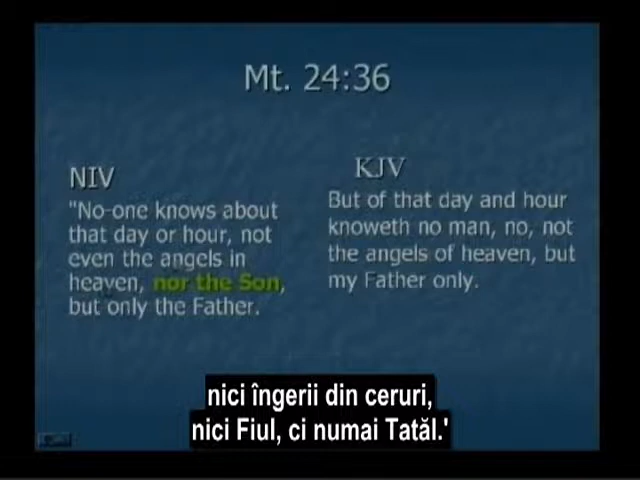 Mt. 24:36
NIV
"No-one knows about
that day or hour, not
even the angels in
heaven, nor the Son,
but only the Father.
KJV
But of that day and hour
knoweth no man, no, not
the angels of heaven, but
my Father only.
nici îngerii din ceruri,
nici Fiul, ci numai Tatăl.'